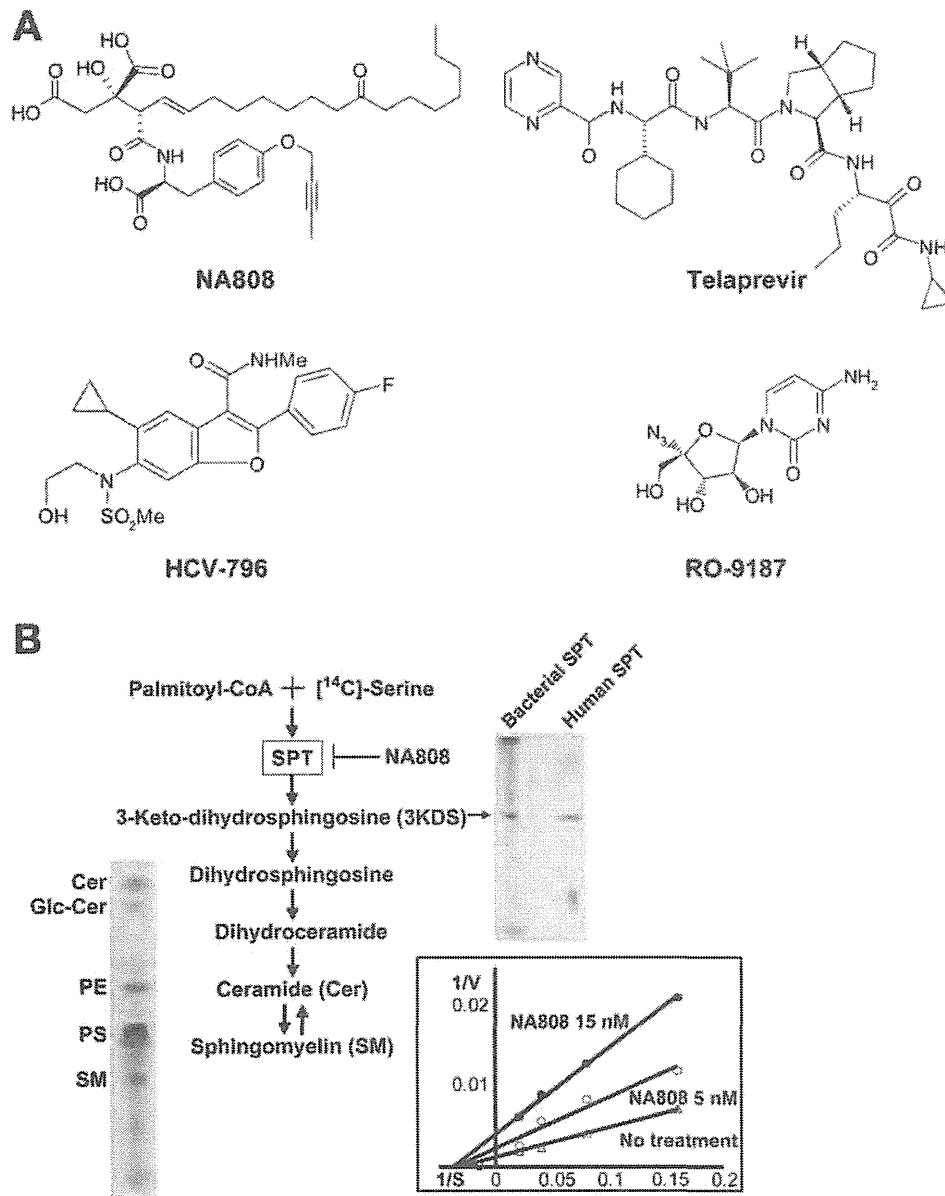 A
HO
HO
O
HO
O
O
O
O
NH
HO
O
NA808
N
N
H
N
O
O
N
O
O
N
H
H
O
NH
O
O
NH
Telaprevir
O
NHMe
F
O
N
OH
SO2Me
HCV-796
NH2
N
N
O
O
N3
HO
HO
OH
RO-9187
B
Bacterial SPT
Human SPT
Palmitoyl-CoA + [14C]-Serine
SPT
NA808
3-Keto-dihydrosphingosine (3KDS)
Dihydrosphingosine
Dihydroceramide
Ceramide (Cer)
Sphingomyelin (SM)
Cer
Glc-Cer
PE
PS
SM
1/V
0.02
NA808 15 nM
0.01
NA808 5 nM
No treatment
1/S 0 0.05 0.1 0.15 0.2